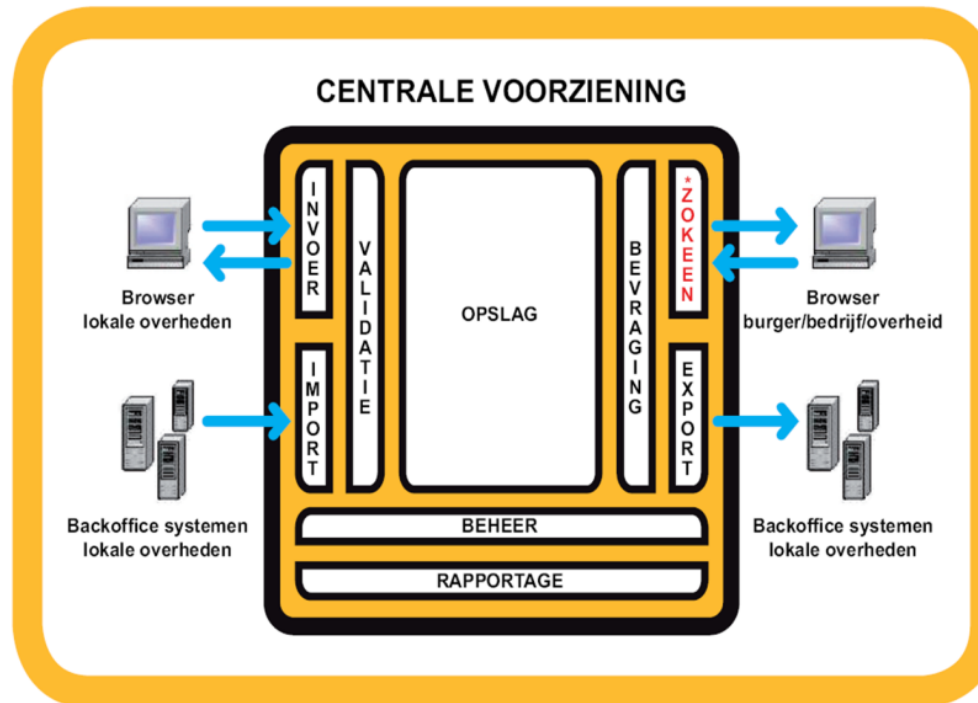 CENTRALE VOORZIENING
INVOER
VALIDATIE
OPSLAG
BEVRAGING
*ZOKEEN
Browser
lokale overheden
Browser
burger/bedrijf/overheid
IMPORT
EXPORT
Backoffice systemen
lokale overheden
Backoffice systemen
lokale overheden
BEHEER
RAPPORTAGE